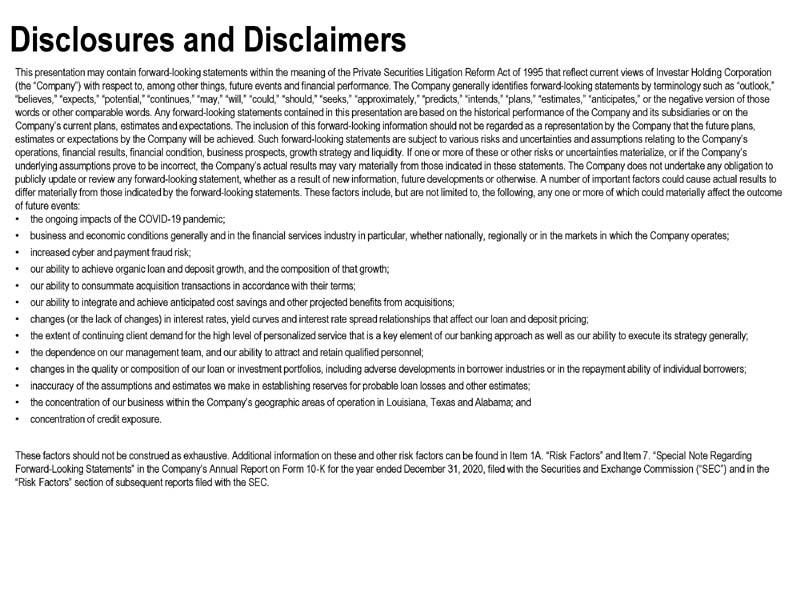 Disclosures and Disclaimers
This presentation may contain forward-looking statements within the meaning of the Private Securities Litigation Reform Act of 1995 that reflect current views of Investar Holding Corporation
(the “Company”) with respect to, among other things, future events and financial performance. The Company generally identifies forward-looking statements by terminology such as “outlook,”
“believes,” “expects,” “potential,” “continues,” “may,” “will,” “could,” “should,” “seeks,” “approximately,” “predicts,” “intends,” “plans,” “estimates,” “anticipates,” or the negative version of those
words or other comparable words. Any forward-looking statements contained in this presentation are based on the historical performance of the Company and its subsidiaries or on the
Company’s current plans, estimates and expectations. The inclusion of this forward-looking information should not be regarded as a representation by the Company that the future plans,
estimates or expectations by the Company will be achieved. Such forward-looking statements are subject to various risks and uncertainties and assumptions relating to the Company’s
operations, financial results, financial condition, business prospects, growth strategy and liquidity. If one or more of these or other risks or uncertainties materialize, or if the Company’s
underlying assumptions prove to be incorrect, the Company’s actual results may vary materially from those indicated in these statements. The Company does not undertake any obligation to
publicly update or review any forward-looking statement, whether as a result of new information, future developments or otherwise. A number of important factors could cause actual results to
differ materially from those indicated by the forward-looking statements. These factors include, but are not limited to, the following, any one or more of which could materially affect the outcome
of future events:
• the ongoing impacts of the COVID-19 pandemic;
• business and economic conditions generally and in the financial services industry in particular, whether nationally, regionally or in the markets in which the Company operates;
• increased cyber and payment fraud risk;
• our ability to achieve organic loan and deposit growth, and the composition of that growth;
• our ability to consummate acquisition transactions in accordance with their terms;
• our ability to integrate and achieve anticipated cost savings and other projected benefits from acquisitions;
• changes (or the lack of changes) in interest rates, yield curves and interest rate spread relationships that affect our loan and deposit pricing;
• the extent of continuing client demand for the high level of personalized service that is a key element of our banking approach as well as our ability to execute its strategy generally;
• the dependence on our management team, and our ability to attract and retain qualified personnel;
• changes in the quality or composition of our loan or investment portfolios, including adverse developments in borrower industries or in the repayment ability of individual borrowers;
• inaccuracy of the assumptions and estimates we make in establishing reserves for probable loan losses and other estimates;
• the concentration of our business within the Company’s geographic areas of operation in Louisiana, Texas and Alabama; and
• concentration of credit exposure.
These factors should not be construed as exhaustive. Additional information on these and other risk factors can be found in Item 1A. “Risk Factors” and Item 7. “Special Note Regarding
Forward-Looking Statements” in the Company’s Annual Report on Form 10-K for the year ended December 31, 2020, filed with the Securities and Exchange Commission (“SEC”) and in the
“Risk Factors” section of subsequent reports filed with the SEC.